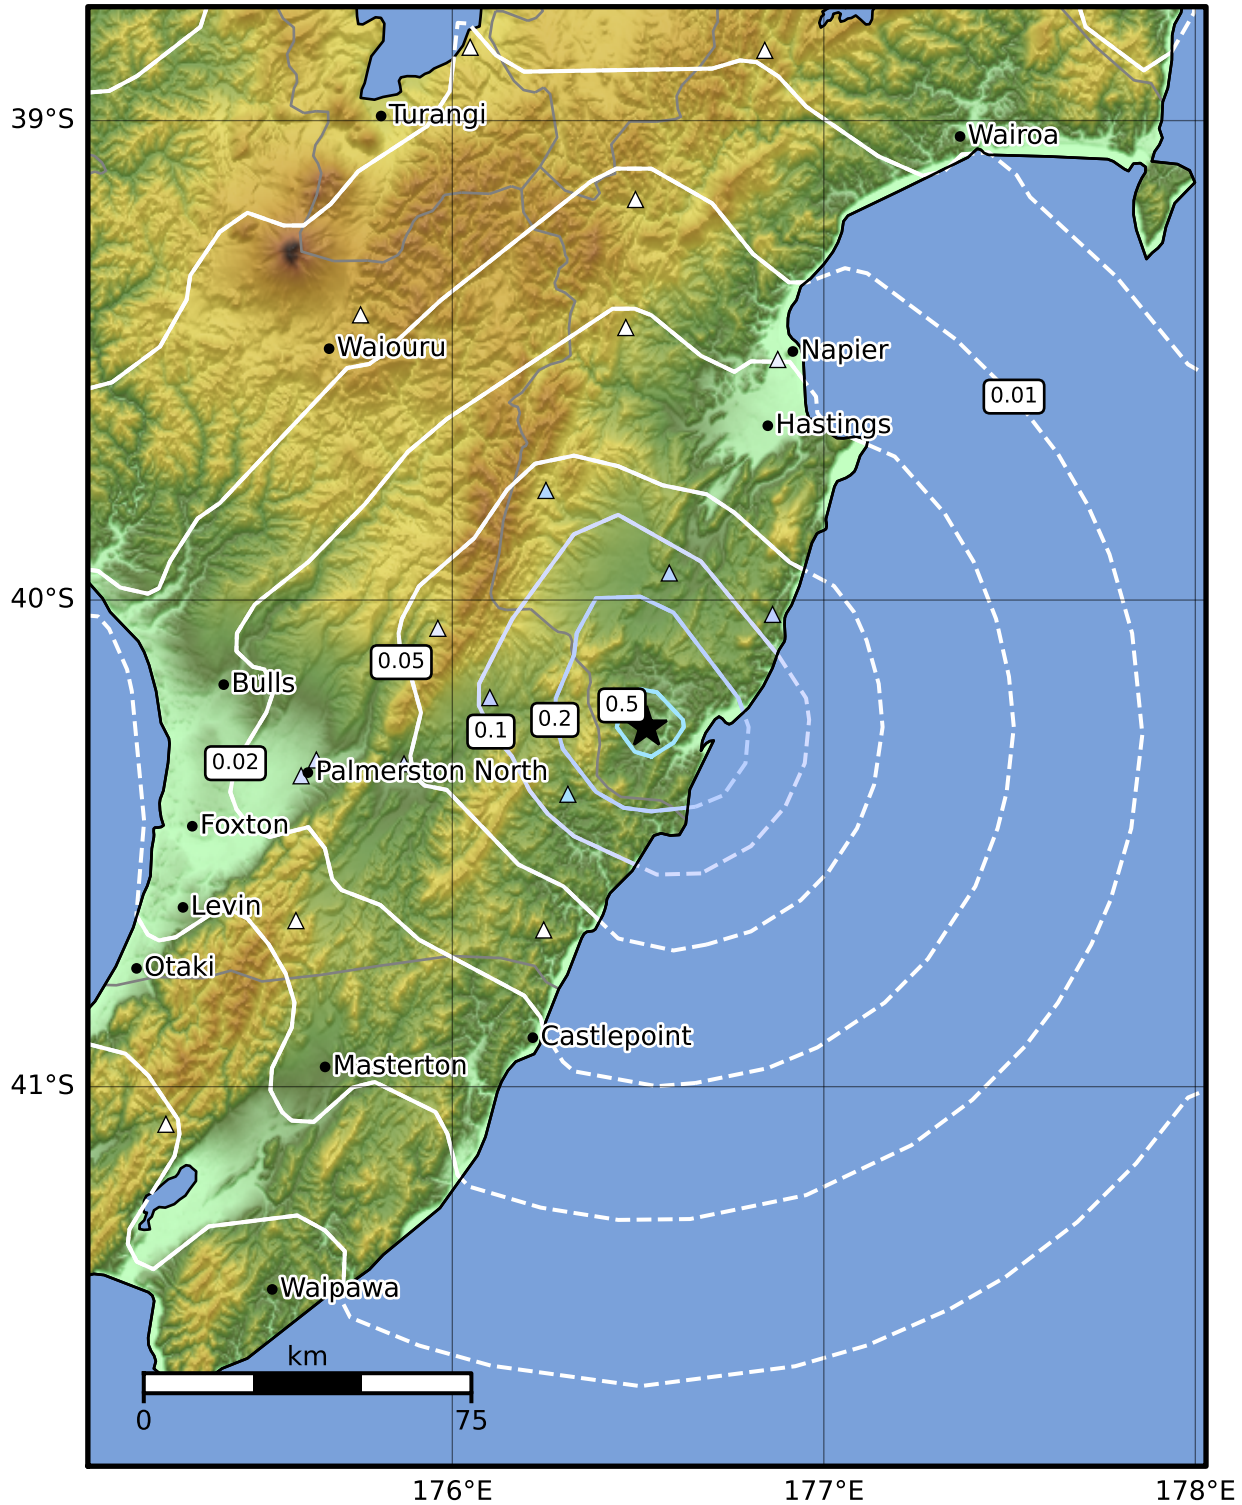 39°S
Turangi
Wairoa
Waiouru
Napier
0.01
Hastings
40°S
0.05
Bulls
0.5
0.2
0.1
0.02
Palmerston North
Foxton
Levin
Otaki
Castlepoint
Masterton
41°S
Waipawa
km
0
75
176°E
177°E
178°E